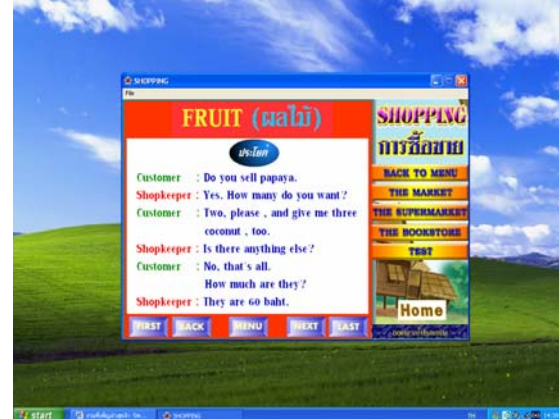 SHOPPING
File
FRUIT (ผลไม้)
ประโยค
Customer : Do you sell papaya.
Shopkeeper : Yes. How many do you want?
Customer : Two, please , and give me three
coconut , too.
Shopkeeper : Is there anything else?
Customer : No, that's all.
How much are they?
Shopkeeper : They are 60 baht.
FIRST BACK MENU NEXT LAST
SHOPPING
การซื้อขาย
BACK TO MENU
THE MARKET
THE SUPERMARKET
THE BOOKSTORE
TEST
Home
start
SHOPPING
TH